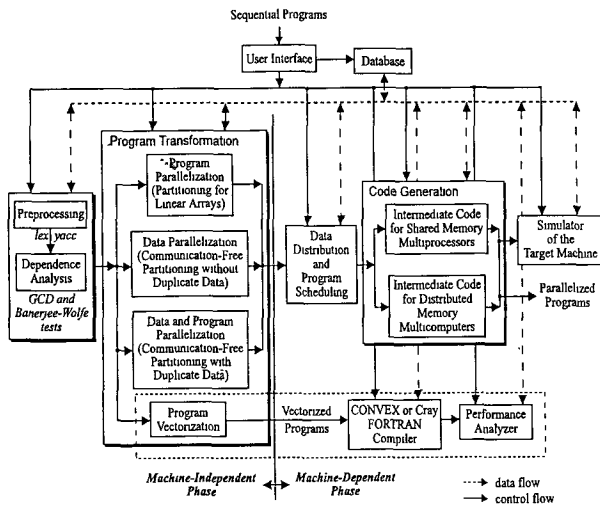 Sequential Programs
User Interface
Database
Program Transformation
Program
Parallelization
(Partitioning for
Linear Arrays)
Code Generation
Preprocessing
lex, yacc
Dependence
Analysis
GCD and
Banerjee-Wolfe
tests
Data Parallelization
(Communication-Free
Partitioning without
Duplicate Data)
Data
Distribution
and
Program
Scheduling
Intermediate Code
for Shared Memory
Multiprocessors
Simulator
of the
Target Machine
Intermediate Code
for Distributed
Memory
Multicomputers
Parallelized
Programs
Data and Program
Parallelization
(Communication-Free
Partitioning with
Duplicate Data)
Program
Vectorization
Vectorized
Programs
CONVEX or Cray
FORTRAN
Compiler
Performance
Analyzer
Machine-Independent
Phase
Machine-Dependent
Phase
data flow
control flow